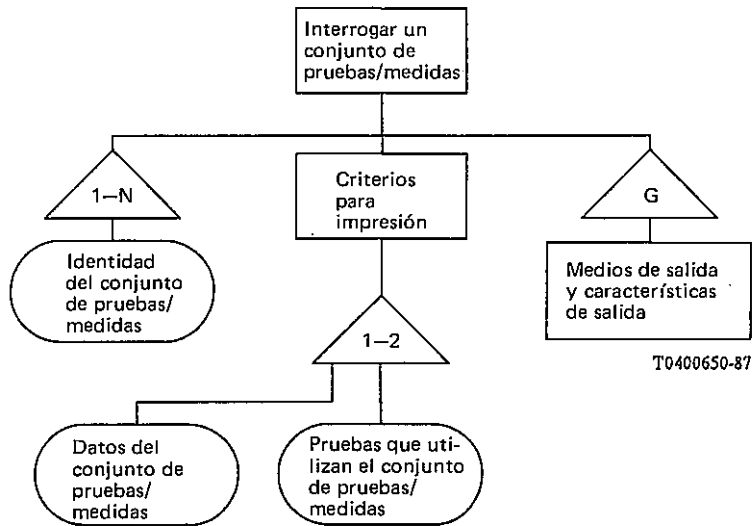 Interrogar un
conjunto de
pruebas/medidas
1—N
Criterios
para
impresión
G
Identidad
del conjunto
de pruebas/
medidas
Medios de salida
y características
de salida
1—2
T0400650-87
Datos del
conjunto de
pruebas/
medidas
Pruebas que uti-
lizan el conjunto
de pruebas/
medidas